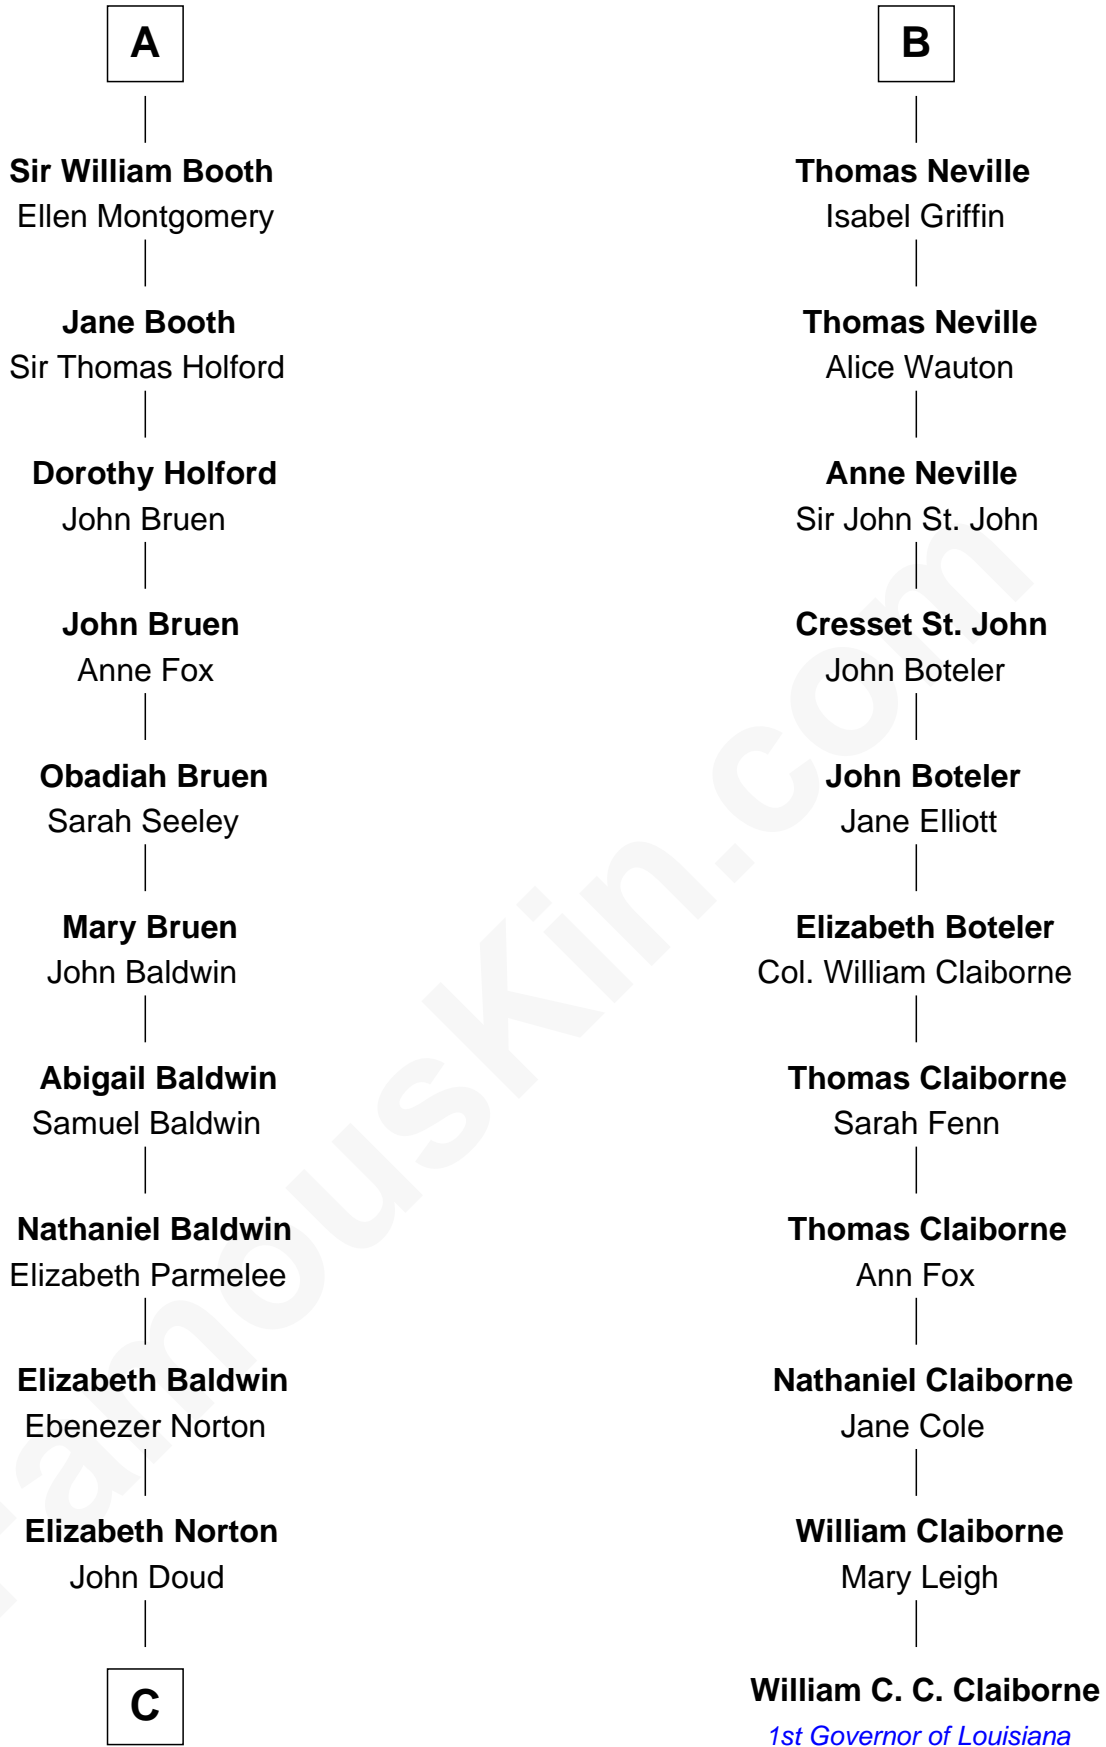 A
Sir William Booth
Ellen Montgomery
Jane Booth
Sir Thomas Holford
Dorothy Holford
John Bruen
John Bruen
Anne Fox
Obadiah Bruen
Sarah Seeley
Mary Bruen
John Baldwin
Abigail Baldwin
Samuel Baldwin
Nathaniel Baldwin
Elizabeth Parmelee
Elizabeth Baldwin
Ebenezer Norton
Elizabeth Norton
John Doud
C
B
Thomas Neville
Isabel Griffin
Thomas Neville
Alice Wauton
Anne Neville
Sir John St. John
Cresset St. John
John Boteler
John Boteler
Jane Elliott
Elizabeth Boteler
Col. William Claiborne
Thomas Claiborne
Sarah Fenn
Thomas Claiborne
Ann Fox
Nathaniel Claiborne
Jane Cole
William Claiborne
Mary Leigh
William C. C. Claiborne
1st Governor of Louisiana
FamousKin.com